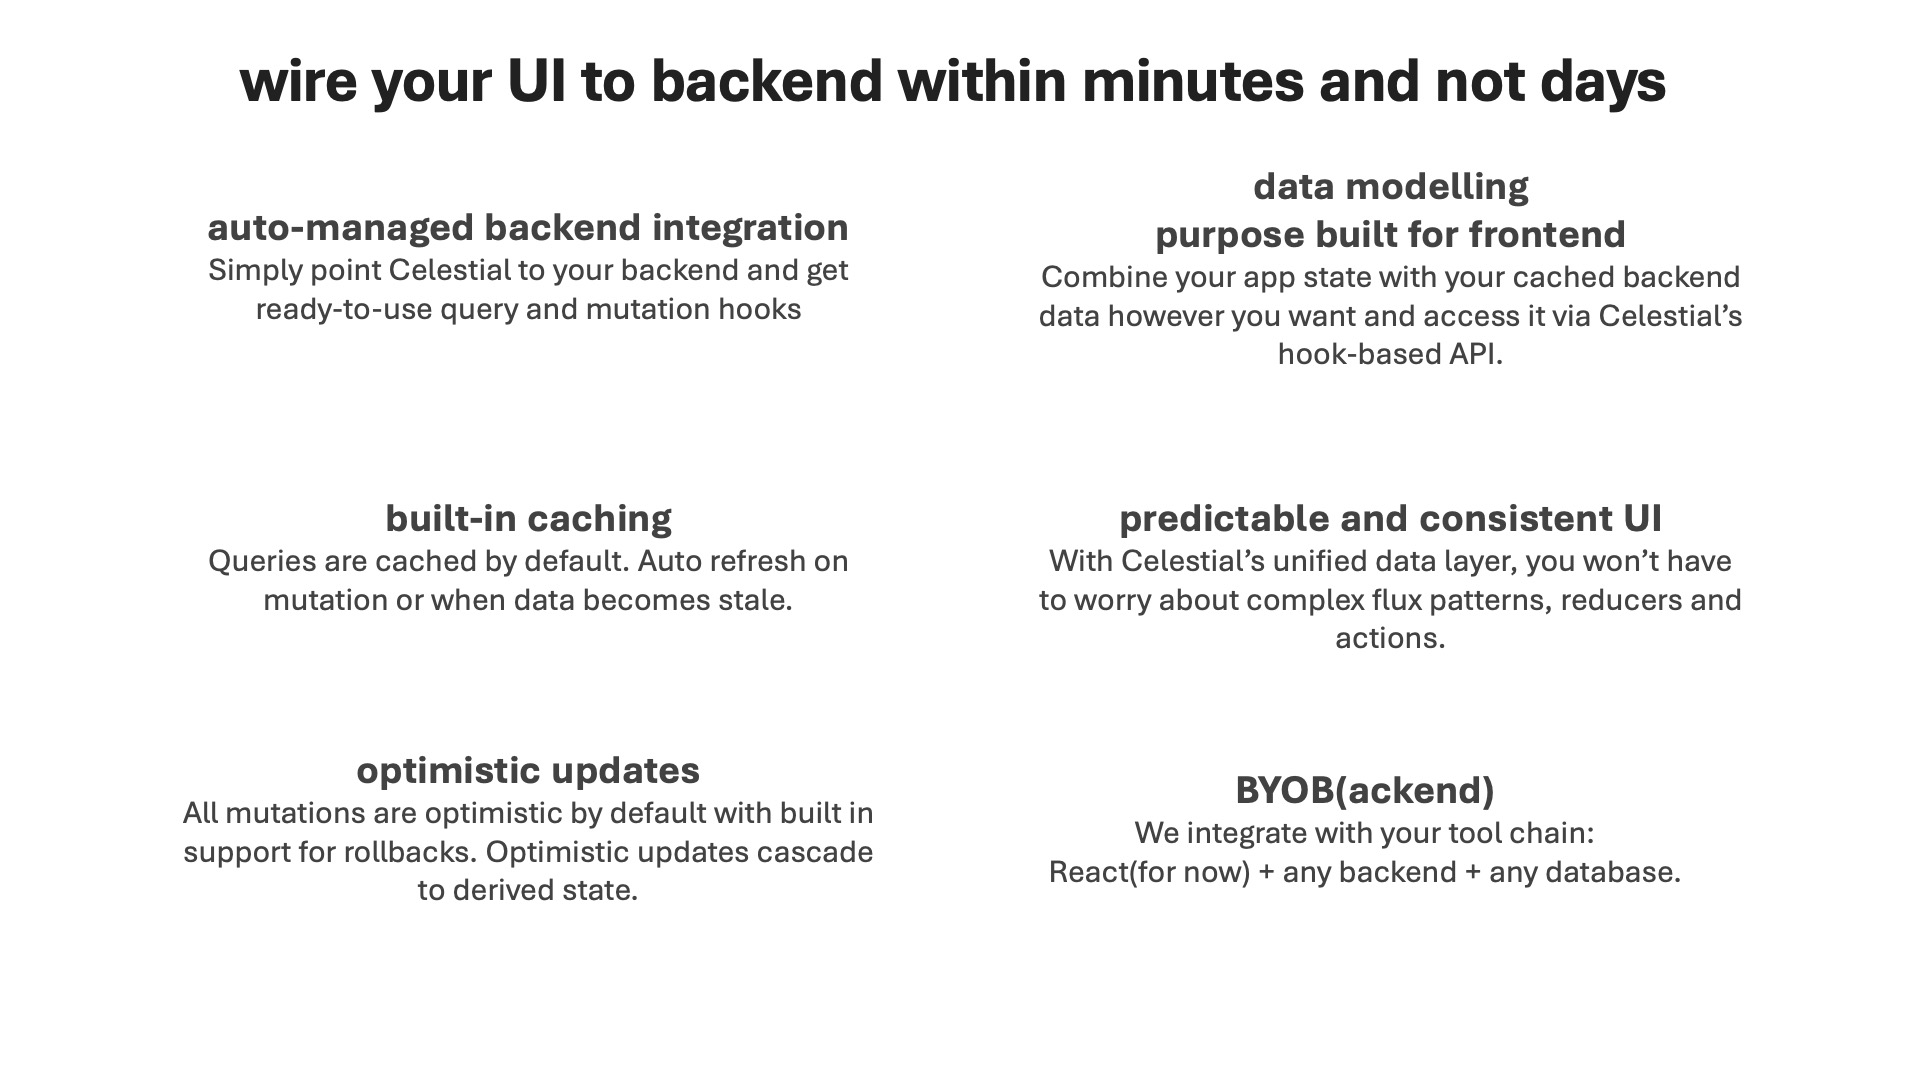 wire your UI to backend within minutes and not days
auto-managed backend integration
Simply point Celestial to your backend and get
ready-to-use query and mutation hooks
data modelling
purpose built for frontend
Combine your app state with your cached backend
data however you want and access it via Celestial’s
hook-based API.
built-in caching
Queries are cached by default. Auto refresh on
mutation or when data becomes stale.
predictable and consistent UI
With Celestial’s unified data layer, you won’t have
to worry about complex flux patterns, reducers and
actions.
optimistic updates
All mutations are optimistic by default with built in
support for rollbacks. Optimistic updates cascade
to derived state.
BYOB(ackend)
We integrate with your tool chain:
React(for now) + any backend + any database.